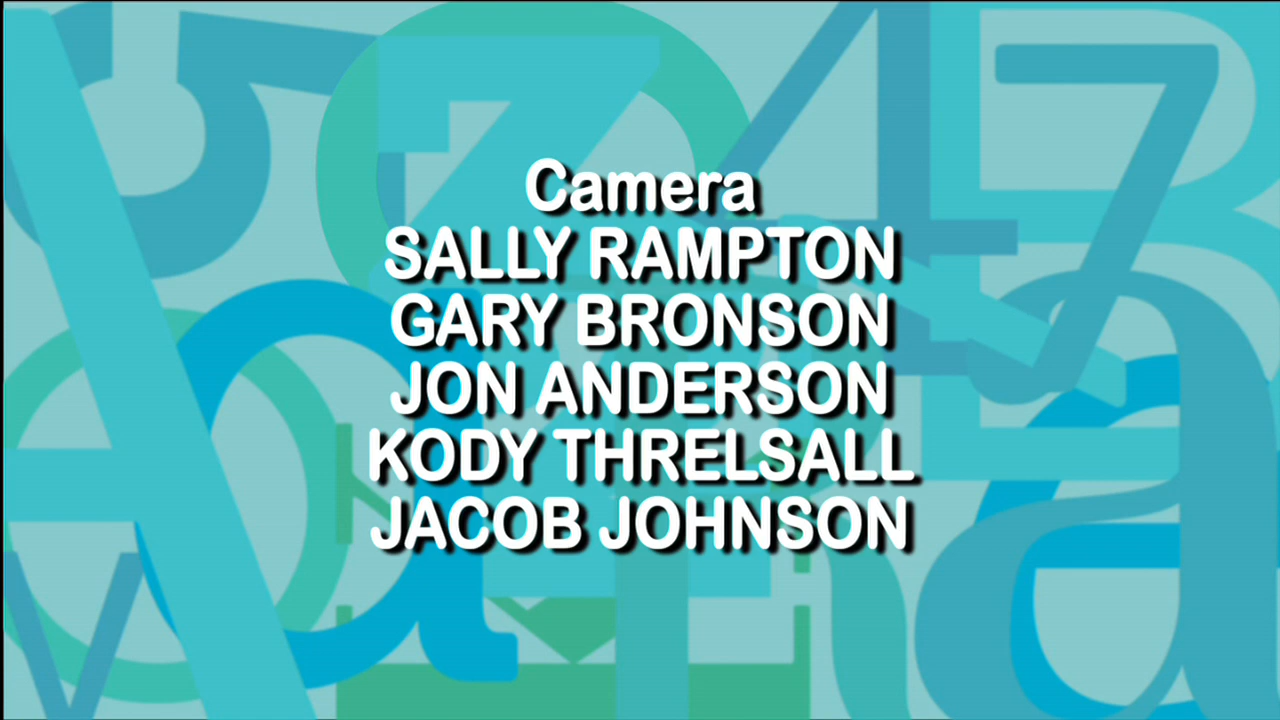 Camera
SALLY RAMPTON
GARY BRONSON
JON ANDERSON
KODY THRELSALL
JACOB JOHNSON